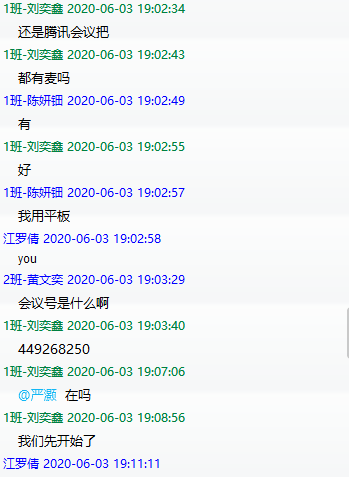 1班-刘奕鑫 2020-06-03 19:02:34
还是腾讯会议把
1班-刘奕鑫 2020-06-03 19:02:43
都有麦吗
1班-陈妍钿 2020-06-03 19:02:49
有
1班-刘奕鑫 2020-06-03 19:02:55
好
1班-陈妍钿 2020-06-03 19:02:57
我用平板
江罗倩 2020-06-03 19:02:58
you
2班-黄文奕 2020-06-03 19:03:29
会议号是什么啊
1班-刘奕鑫 2020-06-03 19:03:40
449268250
1班-刘奕鑫 2020-06-03 19:07:06
@严灏 在吗
1班-刘奕鑫 2020-06-03 19:08:56
我们先开始了
江罗倩 2020-06-03 19:11:11